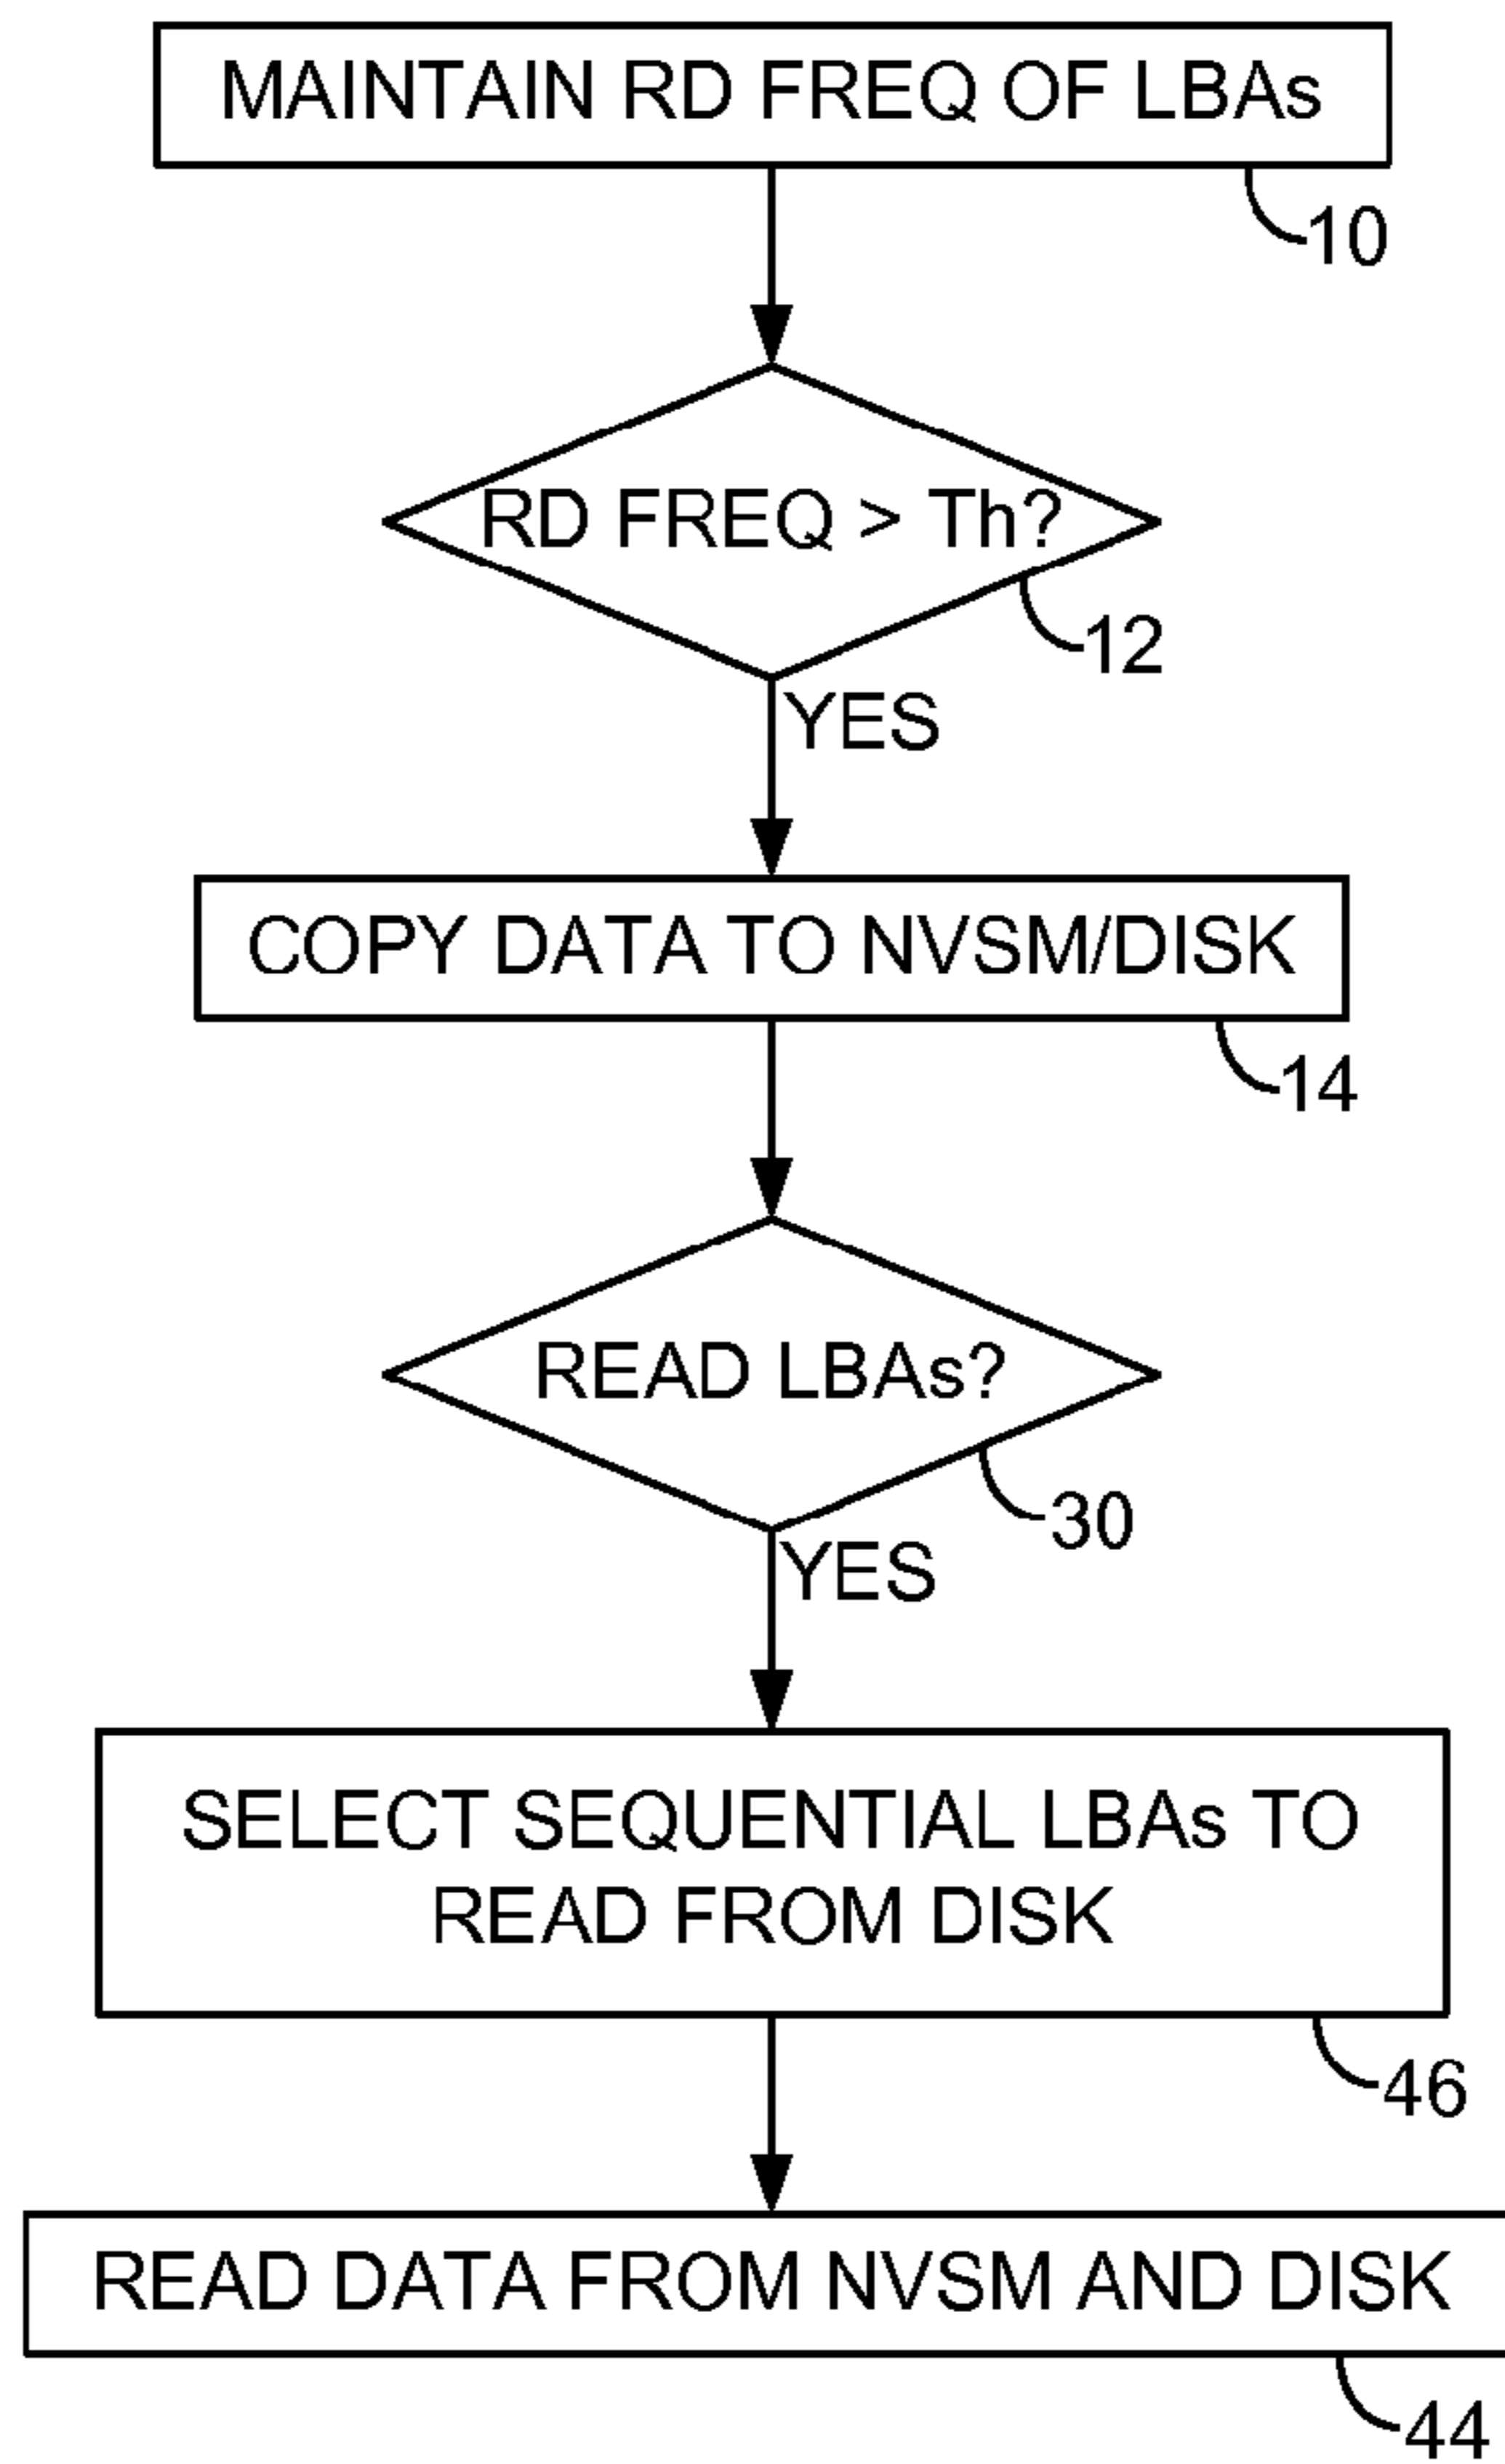 MAINTAIN RD FREQ OF LBAs
10
RD FREQ > Th?
12
YES
COPY DATA TO NVSM/DISK
14
READ LBAs?
30
YES
SELECT SEQUENTIAL LBAs TO
READ FROM DISK
46
READ DATA FROM NVSM AND DISK
44